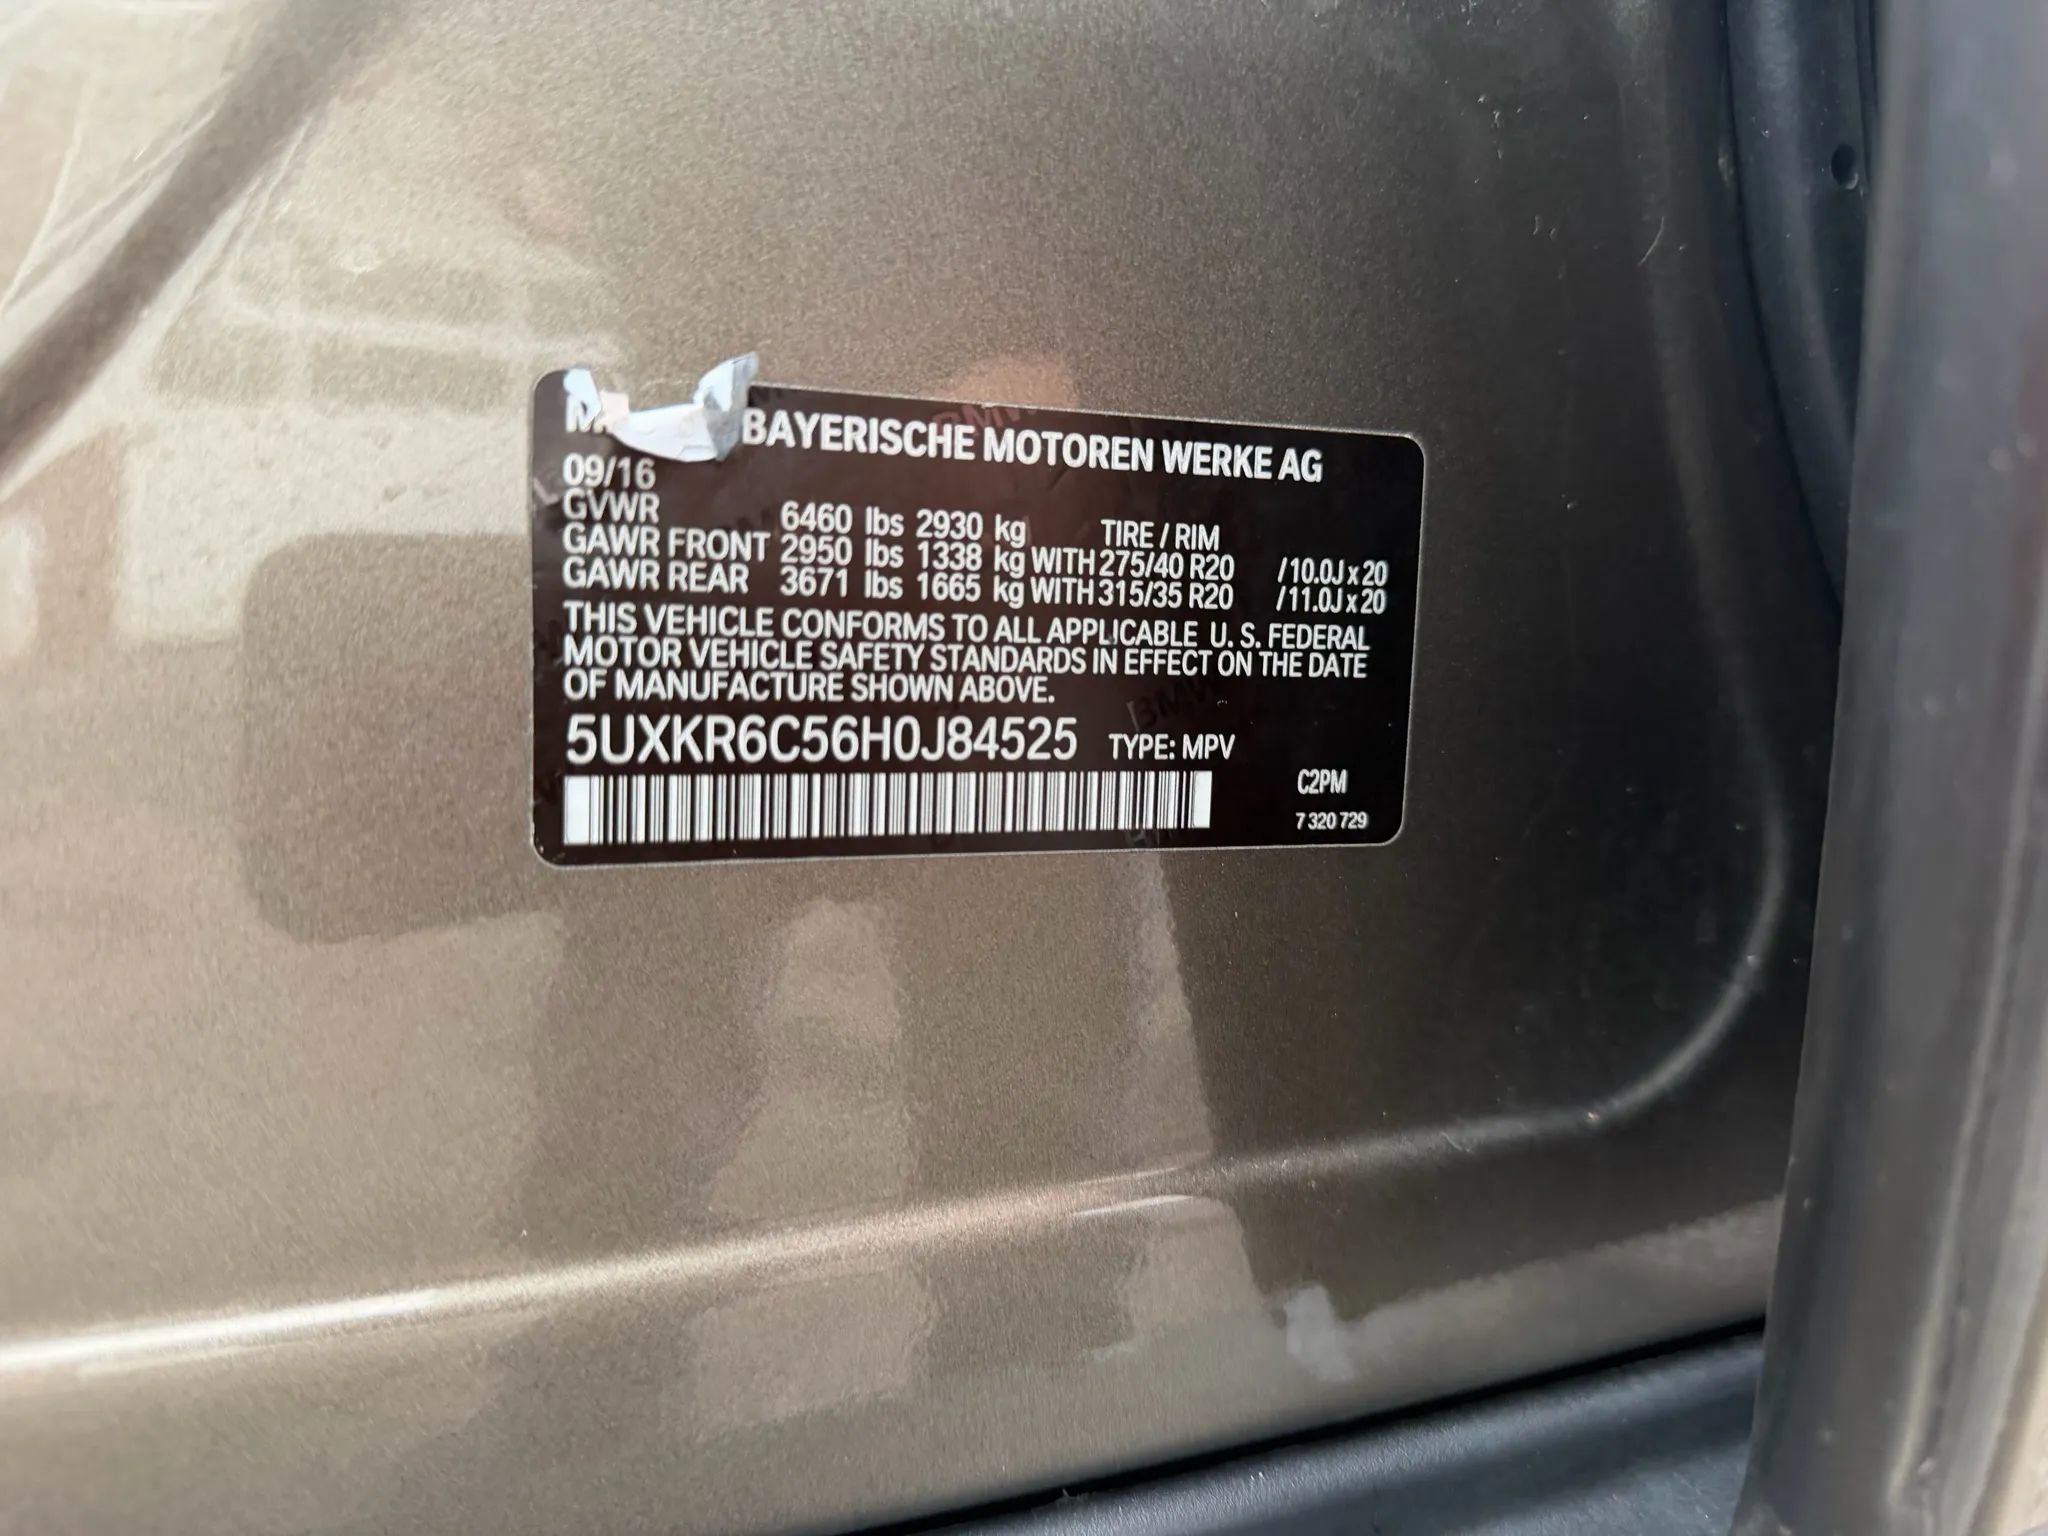 BAYERISCHE MOTOREN WERKE AG
09/16
GVWR 6460 lbs 2930 kg TIRE / RIM
GAWR FRONT 2950 lbs 1338 kg WITH 275/40 R20 /10.0J x 20
GAWR REAR 3671 lbs 1665 kg WITH 315/35 R20 /11.0J x 20
THIS VEHICLE CONFORMS TO ALL APPLICABLE U. S. FEDERAL
MOTOR VEHICLE SAFETY STANDARDS IN EFFECT ON THE DATE
OF MANUFACTURE SHOWN ABOVE.
5UXKR6C56H0J84525 TYPE: MPV
C2PM
7 320 729